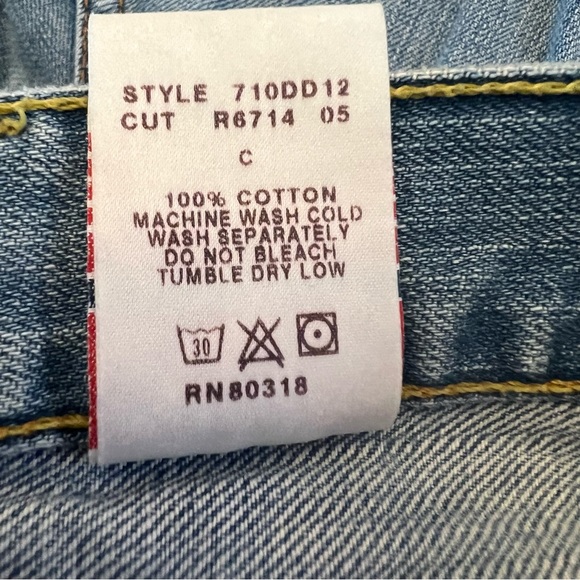 STYLE 710DD12
CUT R6714 05
C
100% COTTON
MACHINE WASH COLD
WASH SEPARATELY
DO NOT BLEACH
TUMBLE DRY LOW
30
RN80318